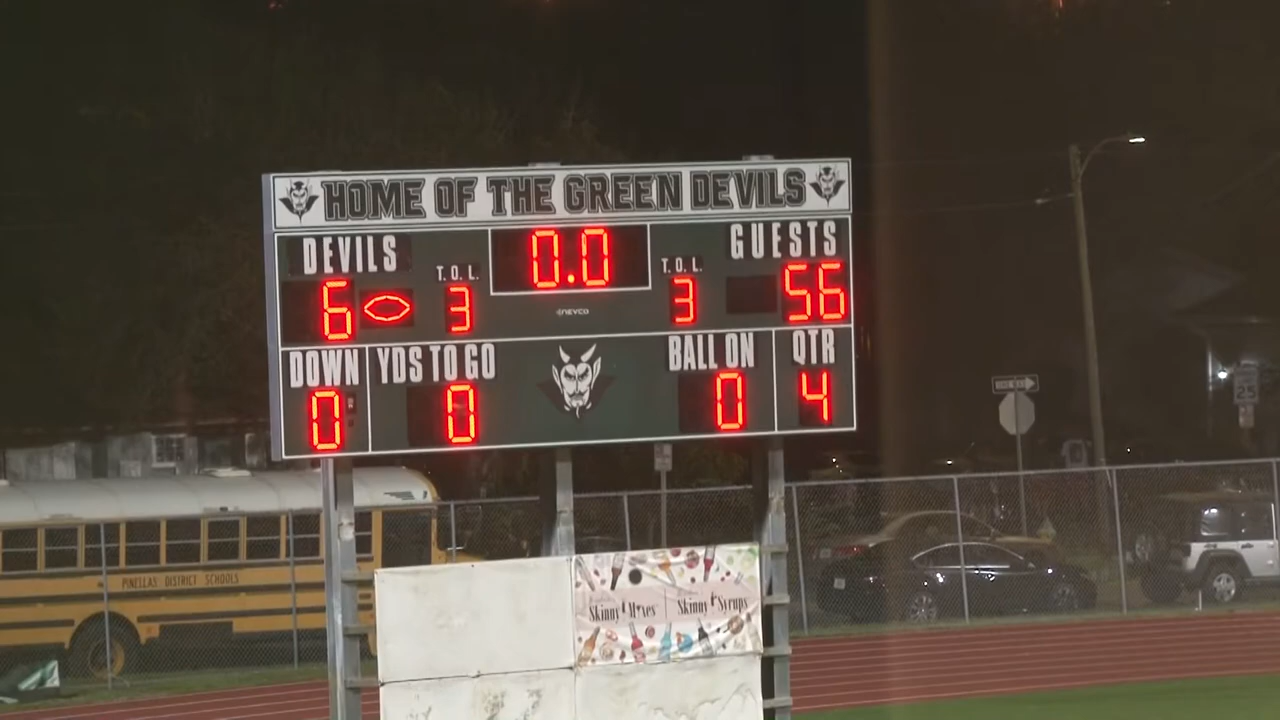 HOME OF THE GREEN DEVILS
DEVILS
T. O. L.
0.0
T. O. L.
GUESTS
6
3
NEVCO
3
56
DOWN
YDS TO GO
BALL ON
QTR
0
0
0
4
PINELLAS DISTRICT SCHOOLS
Skinny Mixes
Skinny Syrups